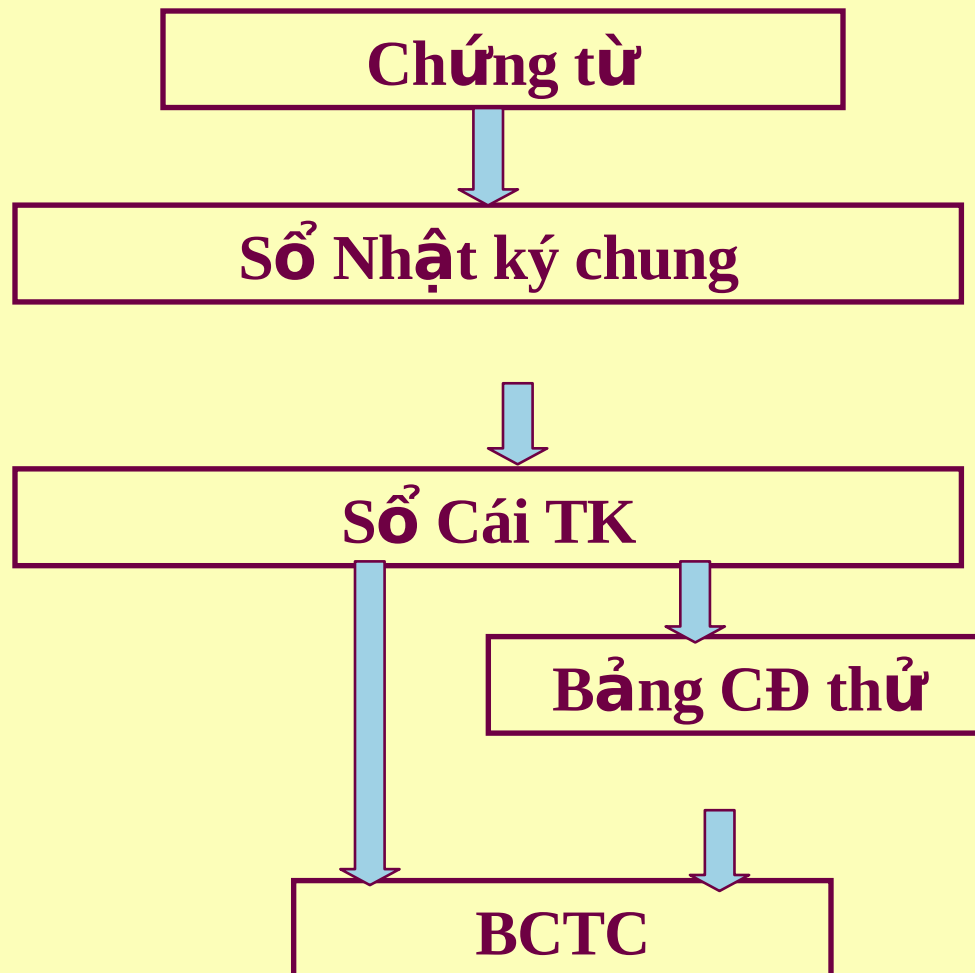 Chứng từ
Sổ Nhật ký chung
Sổ Cái TK
Bảng CĐ thử
BCTC